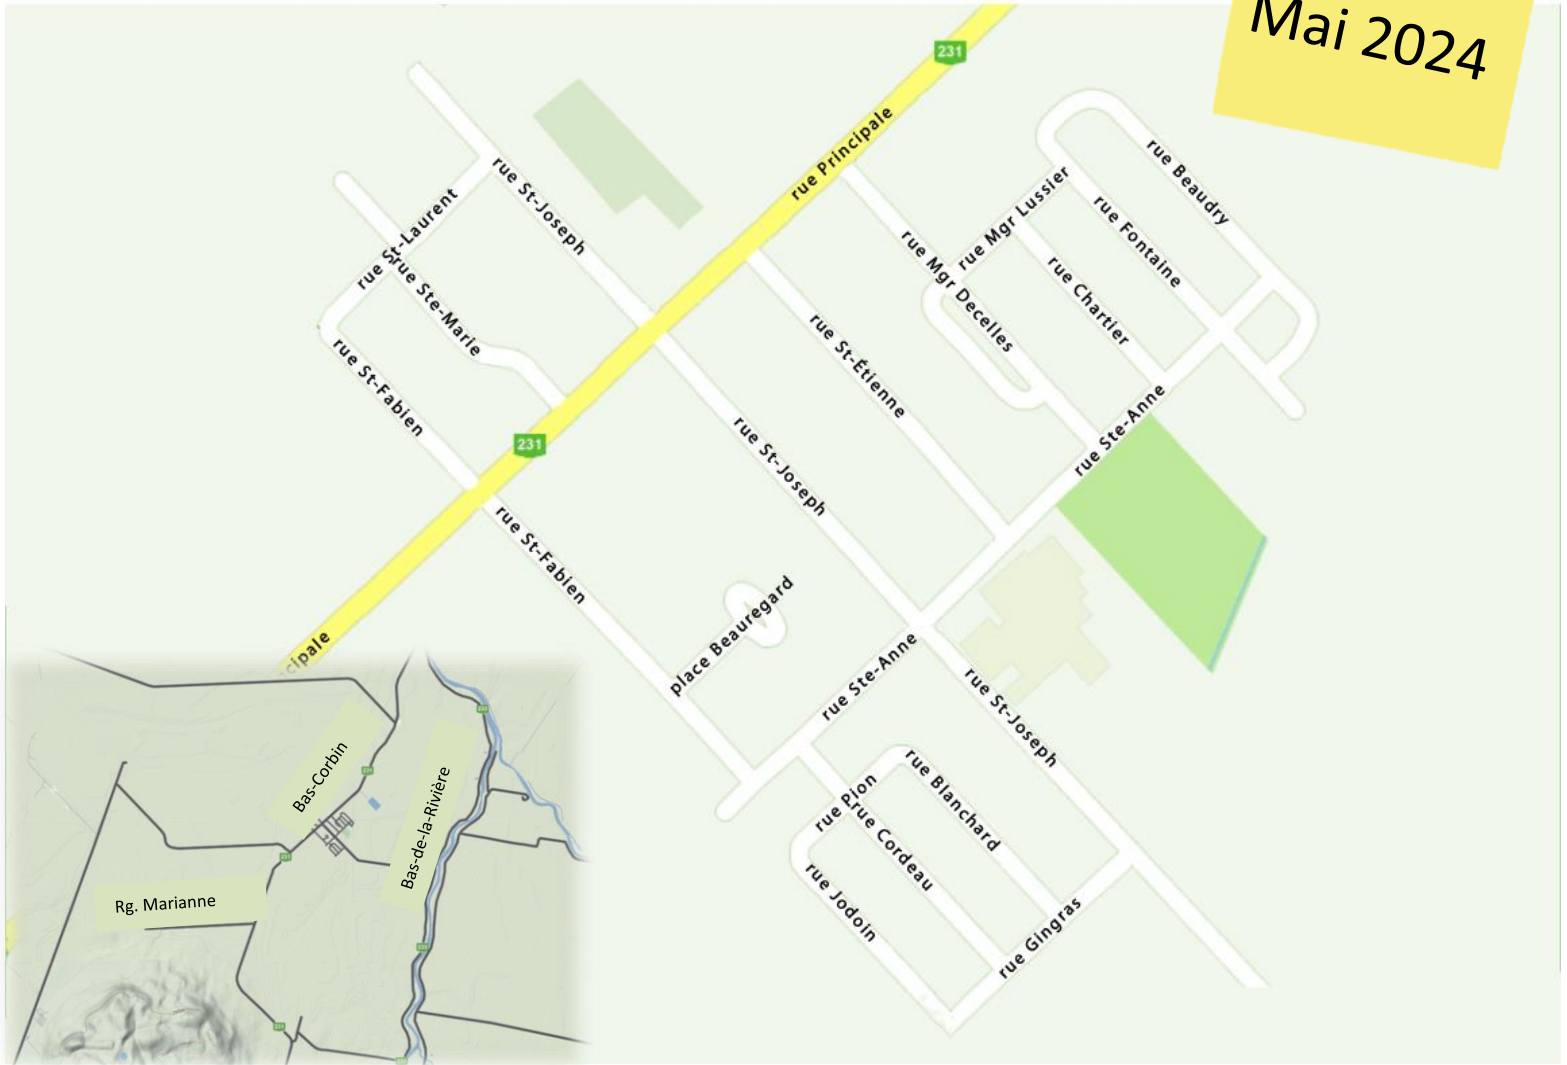 Mai 2024
231
rue Principale
rue Beaudry
rue St-Joseph
rue Mgr Lussier
rue St-Laurent
rue Fontaine
rue Mgr Decelles
rue Chartier
rue Ste-Marie
rue St-Étienne
rue St-Fabien
rue Ste-Anne
231
rue St-Joseph
rue St-Fabien
place Beauregard
rue Ste-Anne
cipale
rue St-Joseph
rue Pion
rue Blanchard
rue Cordeau
rue Jodoin
rue Gingras
Bas-Corbin
Bas-de-la-Rivière
Rg. Marianne